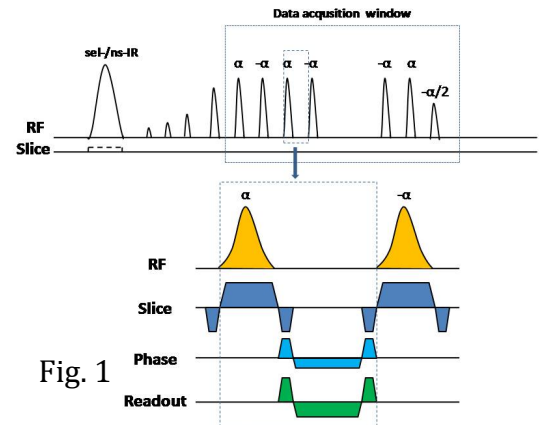 Data acqusition window
sel-/ns-IR
α -α α -α -α α -α/2
RF
Slice
α -α
RF
Slice
Phase
Readout
Fig. 1